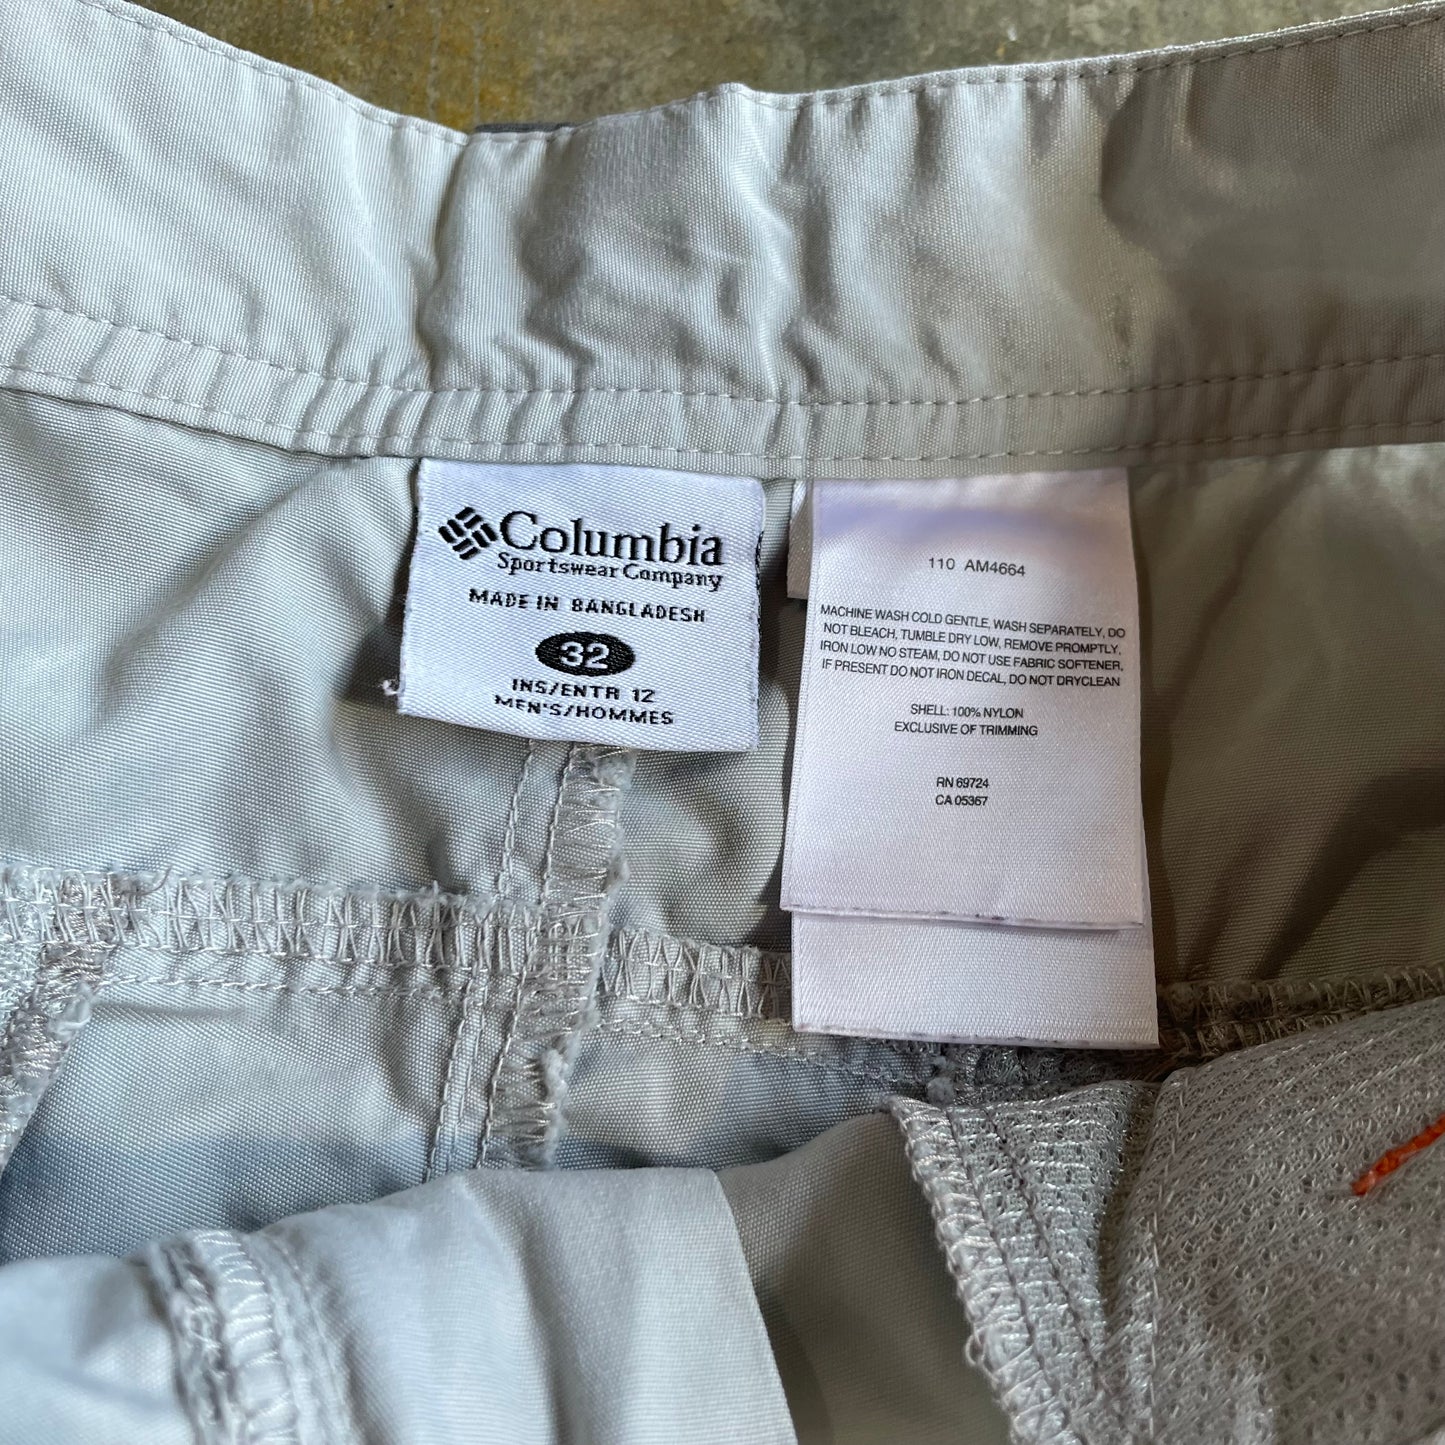 Columbia
Sportswear Company
MADE IN BANGLADESH
32
INS/ENTR 12
MEN'S/HOMMES
110 AM4664
MACHINE WASH COLD GENTLE, WASH SEPARATELY, DO
NOT BLEACH, TUMBLE DRY LOW, REMOVE PROMPTLY,
IRON LOW NO STEAM, DO NOT USE FABRIC SOFTENER,
IF PRESENT DO NOT IRON DECAL, DO NOT DRYCLEAN
SHELL: 100% NYLON
EXCLUSIVE OF TRIMMING
RN 69724
CA 05367